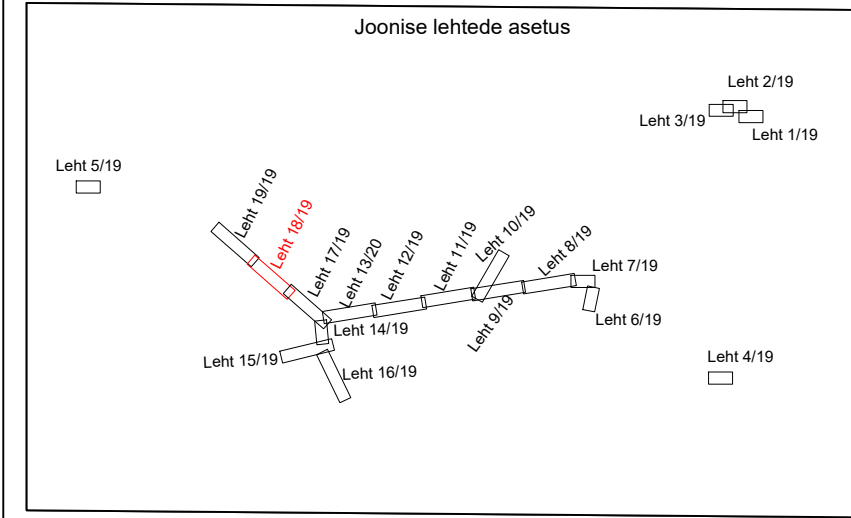 Joonise lehtede asetus
Leht 2/19
Leht 3/19
Leht 1/19
Leht 5/19
Leht 19/19
Leht 18/19
Leht 17/19
Leht 13/20
Leht 12/19
Leht 11/19
Leht 10/19
Leht 8/19
Leht 7/19
Leht 9/19
Leht 6/19
Leht 14/19
Leht 15/19
Leht 16/19
Leht 4/19